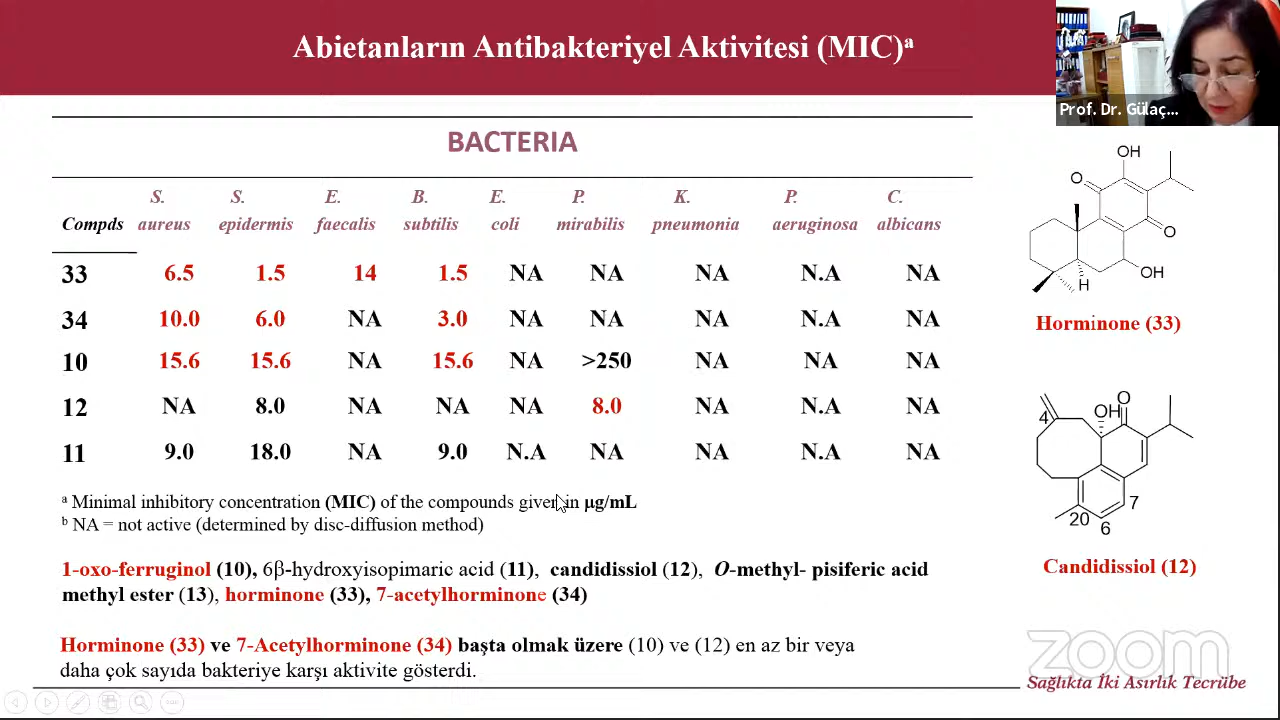 Abietanların Antibakteriyel Aktivitesi (MIC)ᵃ
Prof. Dr. Gülaç...
BACTERIA
S. S. E. B. E. P. K. P. C.
Compds aureus epidermis faecalis subtilis coli mirabilis pneumonia aeruginosa albicans
33 6.5 1.5 14 1.5 NA NA NA N.A NA
34 10.0 6.0 NA 3.0 NA NA NA N.A NA
10 15.6 15.6 NA 15.6 NA >250 NA NA NA
12 NA 8.0 NA NA NA 8.0 NA N.A NA
11 9.0 18.0 NA 9.0 N.A NA NA N.A NA
ᵃ Minimal inhibitory concentration (MIC) of the compounds given in μg/mL
ᵇ NA = not active (determined by disc-diffusion method)
1-oxo-ferruginol (10), 6β-hydroxyisopimaric acid (11), candidissiol (12), O-methyl- pisiferic acid
methyl ester (13), horminone (33), 7-acetylhorminone (34)
Horminone (33) ve 7-Acetylhorminone (34) başta olmak üzere (10) ve (12) en az bir veya
daha çok sayıda bakteriye karşı aktivite gösterdi.
OH
O
O
OH
H
Horminone (33)
O
OH
4
7
20
6
Candidissiol (12)
zoom
Sağlıkta İki Asırlık Tecrübe